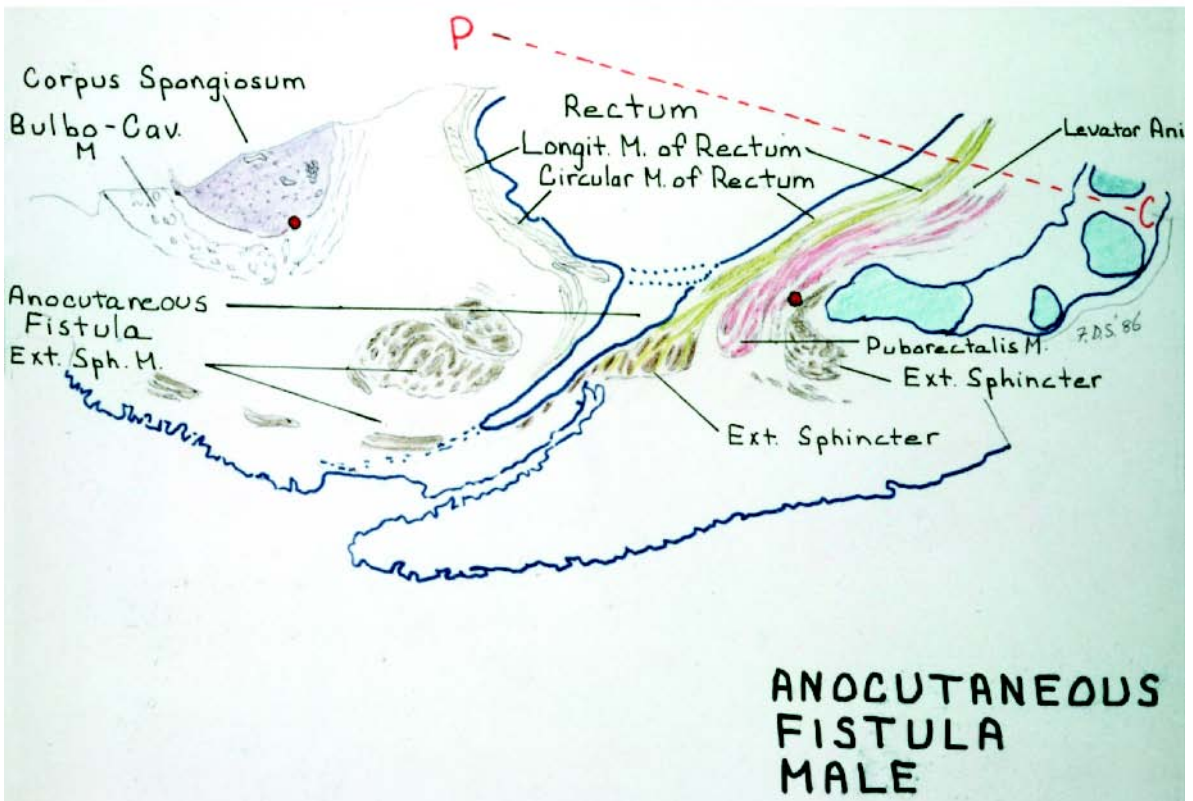 P
Corpus Spongiosum
Bulbo-Cav.
M
Rectum
Longit. M. of Rectum
Circular M. of Rectum
Levator Ani
C
Anocutaneous
Fistula
Ext. Sph. M.
F.D.S. '86
Puborectalis M.
Ext. Sphincter
Ext. Sphincter
ANOCUTANEOUS
FISTULA
MALE